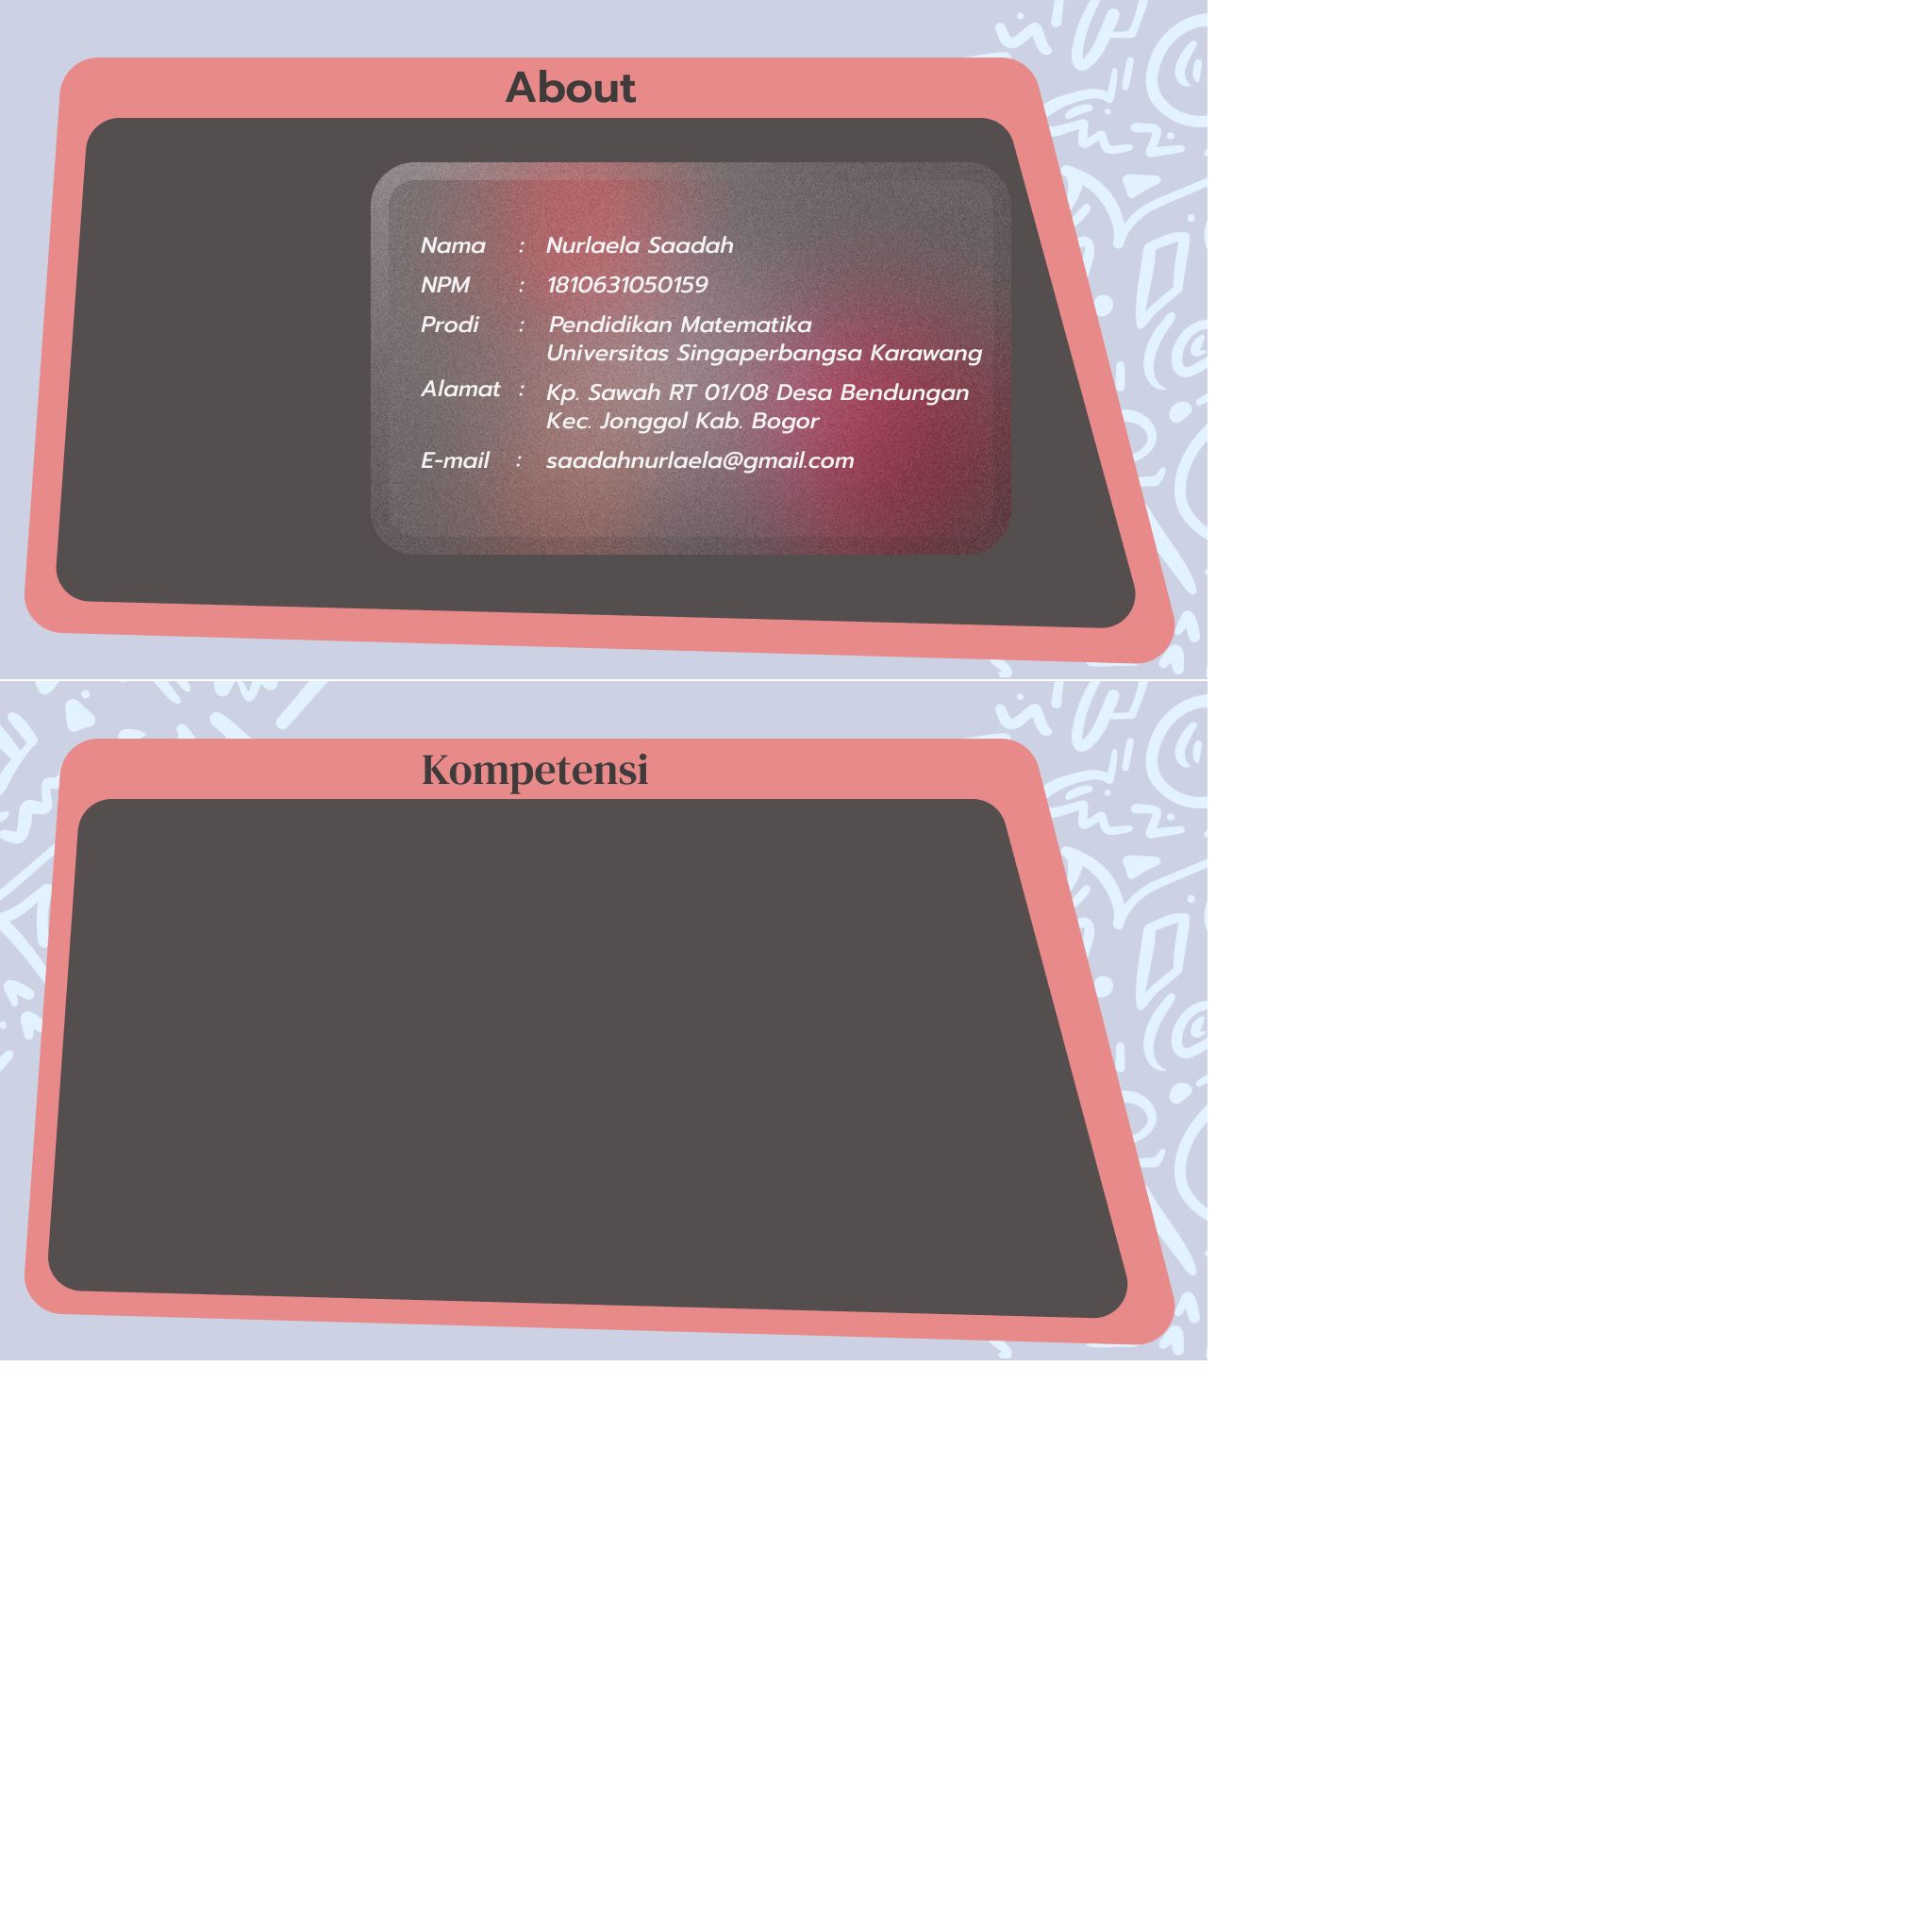 About
Nama : Nurlaela Saadah
NPM : 1810631050159
Prodi : Pendidikan Matematika
Universitas Singaperbangsa Karawang
Alamat : Kp. Sawah RT 01/08 Desa Bendungan
Kec. Jonggol Kab. Bogor
E-mail : saadahnurlaela@gmail.com
Kompetensi